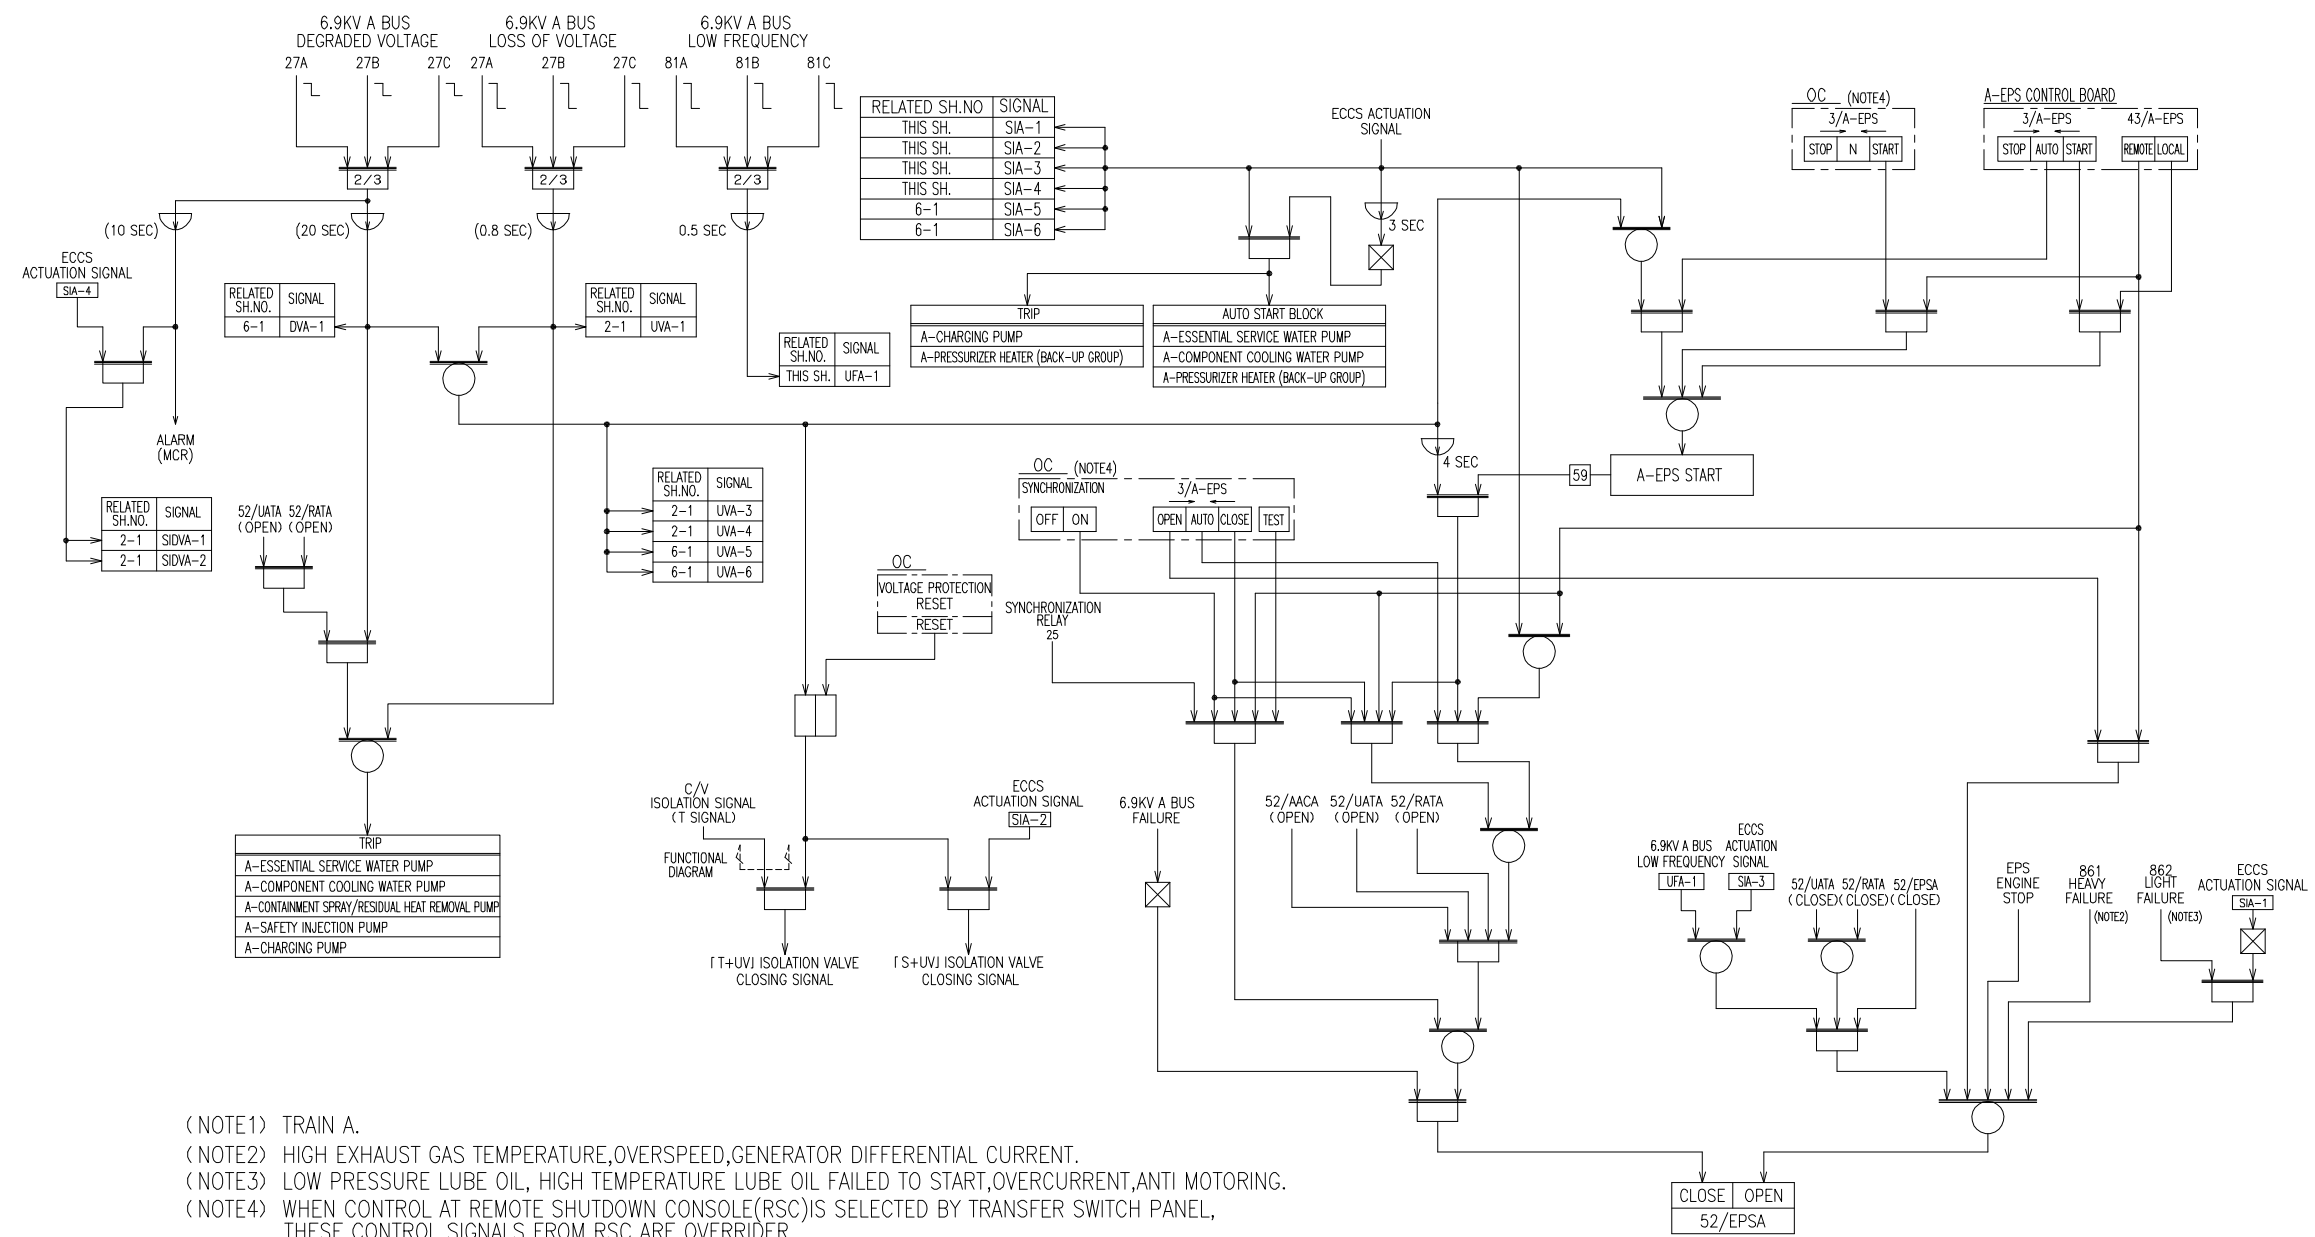 6.9KV A BUS
DEGRADED VOLTAGE
27A 27B 27C
6.9KV A BUS
LOSS OF VOLTAGE
27A 27B 27C
6.9KV A BUS
LOW FREQUENCY
81A 81B 81C
2/3
2/3
2/3
(10 SEC)
(20 SEC)
(0.8 SEC)
0.5 SEC
RELATED SH.NO SIGNAL
THIS SH. SIA-1
THIS SH. SIA-2
THIS SH. SIA-3
THIS SH. SIA-4
6-1 SIA-5
6-1 SIA-6
ECCS ACTUATION
SIGNAL
3 SEC
OC (NOTE4)
3/A-EPS
STOP N START
A-EPS CONTROL BOARD
3/A-EPS 43/A-EPS
STOP AUTO START REMOTE LOCAL
ECCS
ACTUATION SIGNAL
SIA-4
RELATED
SH.NO. SIGNAL
6-1 DVA-1
RELATED
SH.NO. SIGNAL
2-1 UVA-1
RELATED
SH.NO. SIGNAL
THIS SH. UFA-1
TRIP
A-CHARGING PUMP
A-PRESSURIZER HEATER (BACK-UP GROUP)
AUTO START BLOCK
A-ESSENTIAL SERVICE WATER PUMP
A-COMPONENT COOLING WATER PUMP
A-PRESSURIZER HEATER (BACK-UP GROUP)
ALARM
(MCR)
4 SEC
59
A-EPS START
RELATED
SH.NO. SIGNAL
2-1 SIDVA-1
2-1 SIDVA-2
52/UATA 52/RATA
(OPEN) (OPEN)
RELATED
SH.NO. SIGNAL
2-1 UVA-3
2-1 UVA-4
6-1 UVA-5
6-1 UVA-6
OC (NOTE4)
SYNCHRONIZATION 3/A-EPS
OFF ON OPEN AUTO CLOSE TEST
OC
VOLTAGE PROTECTION
RESET
RESET
SYNCHRONIZATION
RELAY
25
C/V
ISOLATION SIGNAL
(T SIGNAL)
FUNCTIONAL
DIAGRAM
ECCS
ACTUATION SIGNAL
SIA-2
6.9KV A BUS
FAILURE
52/AACA 52/UATA 52/RATA
(OPEN) (OPEN) (OPEN)
TRIP
A-ESSENTIAL SERVICE WATER PUMP
A-COMPONENT COOLING WATER PUMP
A-CONTAINMENT SPRAY/RESIDUAL HEAT REMOVAL PUMP
A-SAFETY INJECTION PUMP
A-CHARGING PUMP
「T+UV」ISOLATION VALVE
CLOSING SIGNAL
「S+UV」ISOLATION VALVE
CLOSING SIGNAL
6.9KV A BUS
LOW FREQUENCY
UFA-1
ECCS
ACTUATION
SIGNAL
SIA-3
52/UATA 52/RATA 52/EPSA
(CLOSE) (CLOSE) (CLOSE)
EPS
ENGINE
STOP
861
HEAVY
FAILURE
(NOTE2)
862
LIGHT
FAILURE
(NOTE3)
ECCS
ACTUATION SIGNAL
SIA-1
CLOSE OPEN
52/EPSA
(NOTE1) TRAIN A.
(NOTE2) HIGH EXHAUST GAS TEMPERATURE,OVERSPEED,GENERATOR DIFFERENTIAL CURRENT.
(NOTE3) LOW PRESSURE LUBE OIL, HIGH TEMPERATURE LUBE OIL FAILED TO START,OVERCURRENT,ANTI MOTORING.
(NOTE4) WHEN CONTROL AT REMOTE SHUTDOWN CONSOLE(RSC)IS SELECTED BY TRANSFER SWITCH PANEL,
THESE CONTROL SIGNALS FROM RSC ARE OVERRIDER